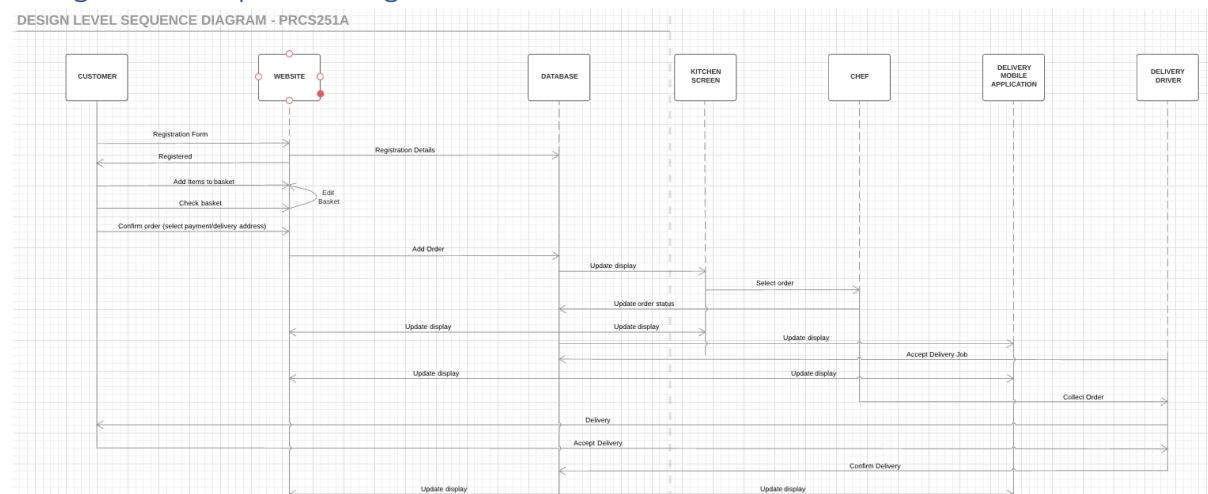 DESIGN LEVEL SEQUENCE DIAGRAM - PRCS251A
CUSTOMER
WEBSITE
DATABASE
KITCHEN
SCREEN
CHEF
DELIVERY
MOBILE
APPLICATION
DELIVERY
DRIVER
Registration Form
Registration Details
Registered
Add Items to basket
Edit
Basket
Check basket
Confirm order (select payment/delivery address)
Add Order
Update display
Select order
Update order status
Update display
Update display
Update display
Accept Delivery Job
Update display
Update display
Collect Order
Delivery
Accept Delivery
Confirm Delivery
Update display
Update display